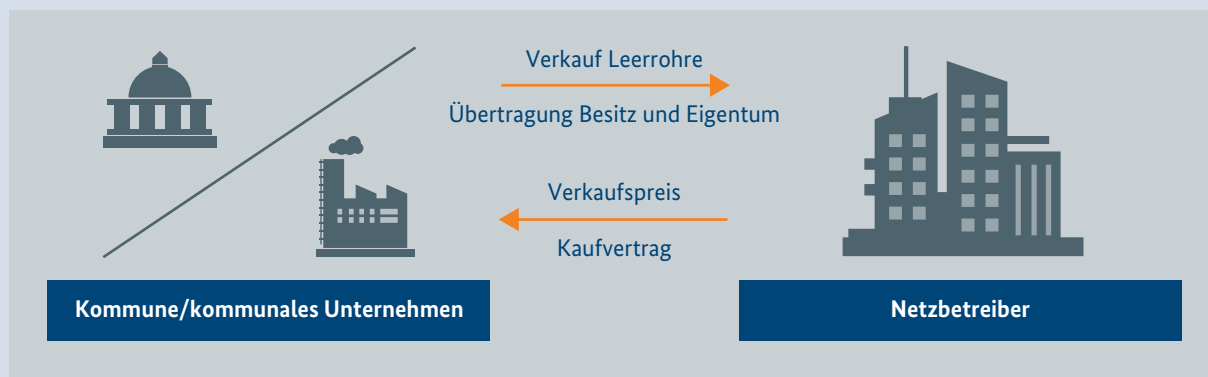 Verkauf Leerrohre
Übertragung Besitz und Eigentum
Verkaufspreis
Kaufvertrag
Kommune/kommunales Unternehmen
Netzbetreiber